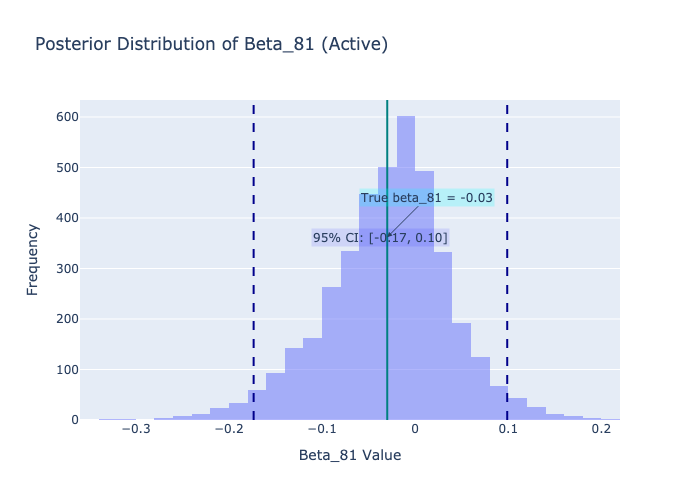 Posterior Distribution of Beta_81 (Active)
600
500
400
300
200
100
0
Frequency
True beta_81 = -0.03
95% CI: [-0.17, 0.10]
−0.3
−0.2
−0.1
0
0.1
0.2
Beta_81 Value